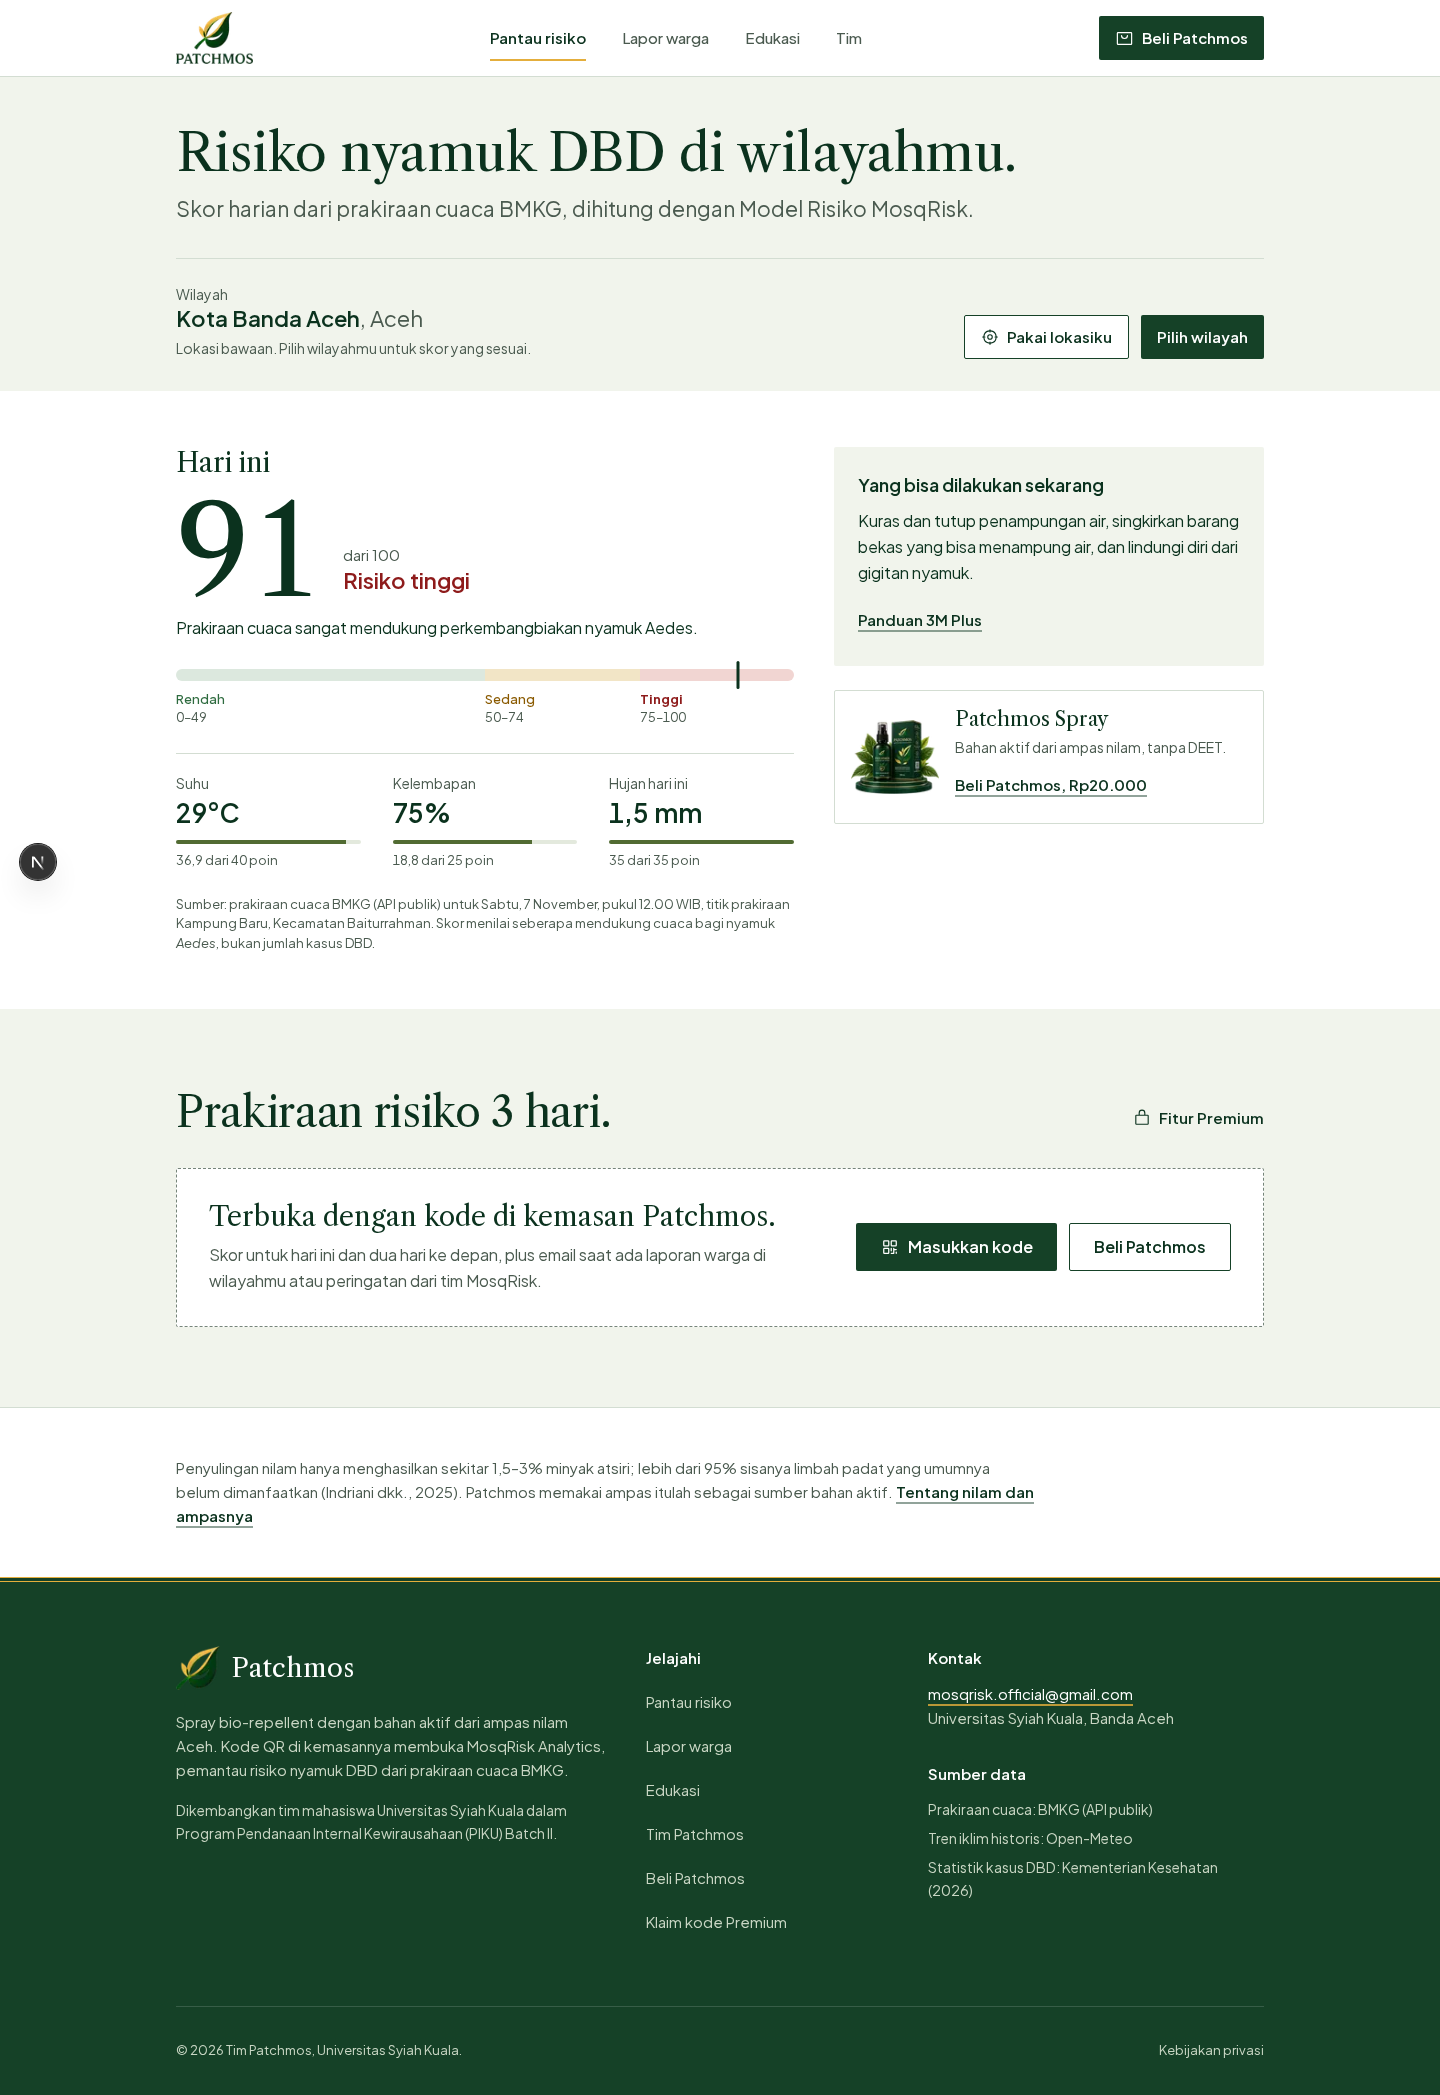 PATCHMOS
Pantau risiko
Lapor warga
Edukasi
Tim
Beli Patchmos
Risiko nyamuk DBD di wilayahmu.
Skor harian dari prakiraan cuaca BMKG, dihitung dengan Model Risiko MosqRisk.
Wilayah
Kota Banda Aceh, Aceh
Lokasi bawaan. Pilih wilayahmu untuk skor yang sesuai.
Pakai lokasiku
Pilih wilayah
Hari ini
91
dari 100
Risiko tinggi
Prakiraan cuaca sangat mendukung perkembangbiakan nyamuk Aedes.
Rendah
0–49
Sedang
50–74
Tinggi
75–100
Suhu
29°C
36,9 dari 40 poin
Kelembapan
75%
18,8 dari 25 poin
Hujan hari ini
1,5 mm
35 dari 35 poin
Sumber: prakiraan cuaca BMKG (API publik) untuk Sabtu, 7 November, pukul 12.00 WIB, titik prakiraan
Kampung Baru, Kecamatan Baiturrahman. Skor menilai seberapa mendukung cuaca bagi nyamuk
Aedes, bukan jumlah kasus DBD.
Yang bisa dilakukan sekarang
Kuras dan tutup penampungan air, singkirkan barang
bekas yang bisa menampung air, dan lindungi diri dari
gigitan nyamuk.
Panduan 3M Plus
Patchmos Spray
Bahan aktif dari ampas nilam, tanpa DEET.
Beli Patchmos, Rp20.000
N
Prakiraan risiko 3 hari.
Fitur Premium
Terbuka dengan kode di kemasan Patchmos.
Skor untuk hari ini dan dua hari ke depan, plus email saat ada laporan warga di
wilayahmu atau peringatan dari tim MosqRisk.
Masukkan kode
Beli Patchmos
Penyulingan nilam hanya menghasilkan sekitar 1,5–3% minyak atsiri; lebih dari 95% sisanya limbah padat yang umumnya
belum dimanfaatkan (Indriani dkk., 2025). Patchmos memakai ampas itulah sebagai sumber bahan aktif. Tentang nilam dan
ampasnya
Patchmos
Spray bio-repellent dengan bahan aktif dari ampas nilam
Aceh. Kode QR di kemasannya membuka MosqRisk Analytics,
pemantau risiko nyamuk DBD dari prakiraan cuaca BMKG.
Dikembangkan tim mahasiswa Universitas Syiah Kuala dalam
Program Pendanaan Internal Kewirausahaan (PIKU) Batch II.
Jelajahi
Pantau risiko
Lapor warga
Edukasi
Tim Patchmos
Beli Patchmos
Klaim kode Premium
Kontak
mosqrisk.official@gmail.com
Universitas Syiah Kuala, Banda Aceh
Sumber data
Prakiraan cuaca: BMKG (API publik)
Tren iklim historis: Open-Meteo
Statistik kasus DBD: Kementerian Kesehatan
(2026)
© 2026 Tim Patchmos, Universitas Syiah Kuala.
Kebijakan privasi